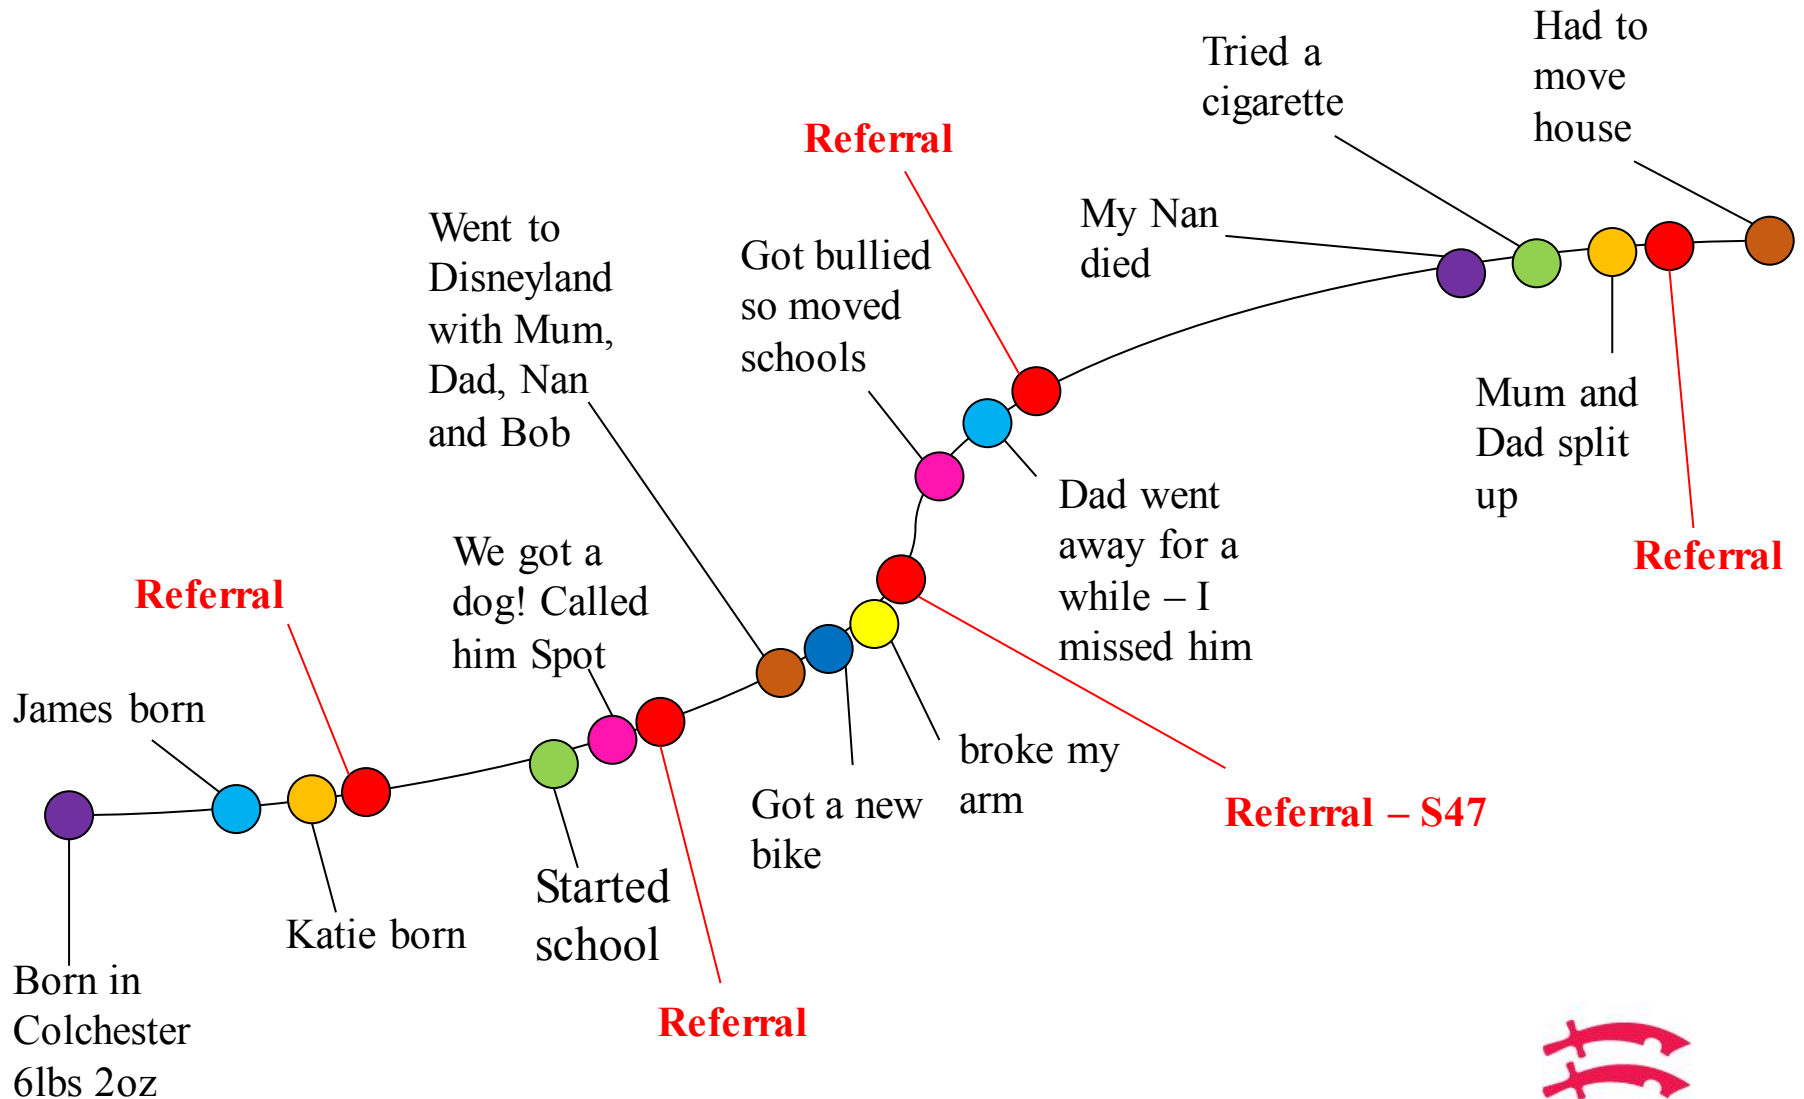 Had to
move
house
Tried a
cigarette
Referral
My Nan
died
Went to
Disneyland
with Mum,
Dad, Nan
and Bob
Got bullied
so moved
schools
Mum and
Dad split
up
Dad went
away for a
while – I
missed him
Referral
We got a
dog! Called
him Spot
Referral
James born
broke my
arm
Got a new
bike
Referral – S47
Started
school
Katie born
Born in
Colchester
6lbs 2oz
Referral